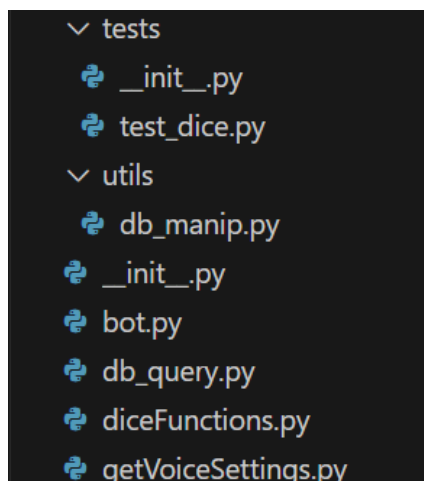 tests
__init__.py
test_dice.py
utils
db_manip.py
__init__.py
bot.py
db_query.py
diceFunctions.py
getVoiceSettings.py